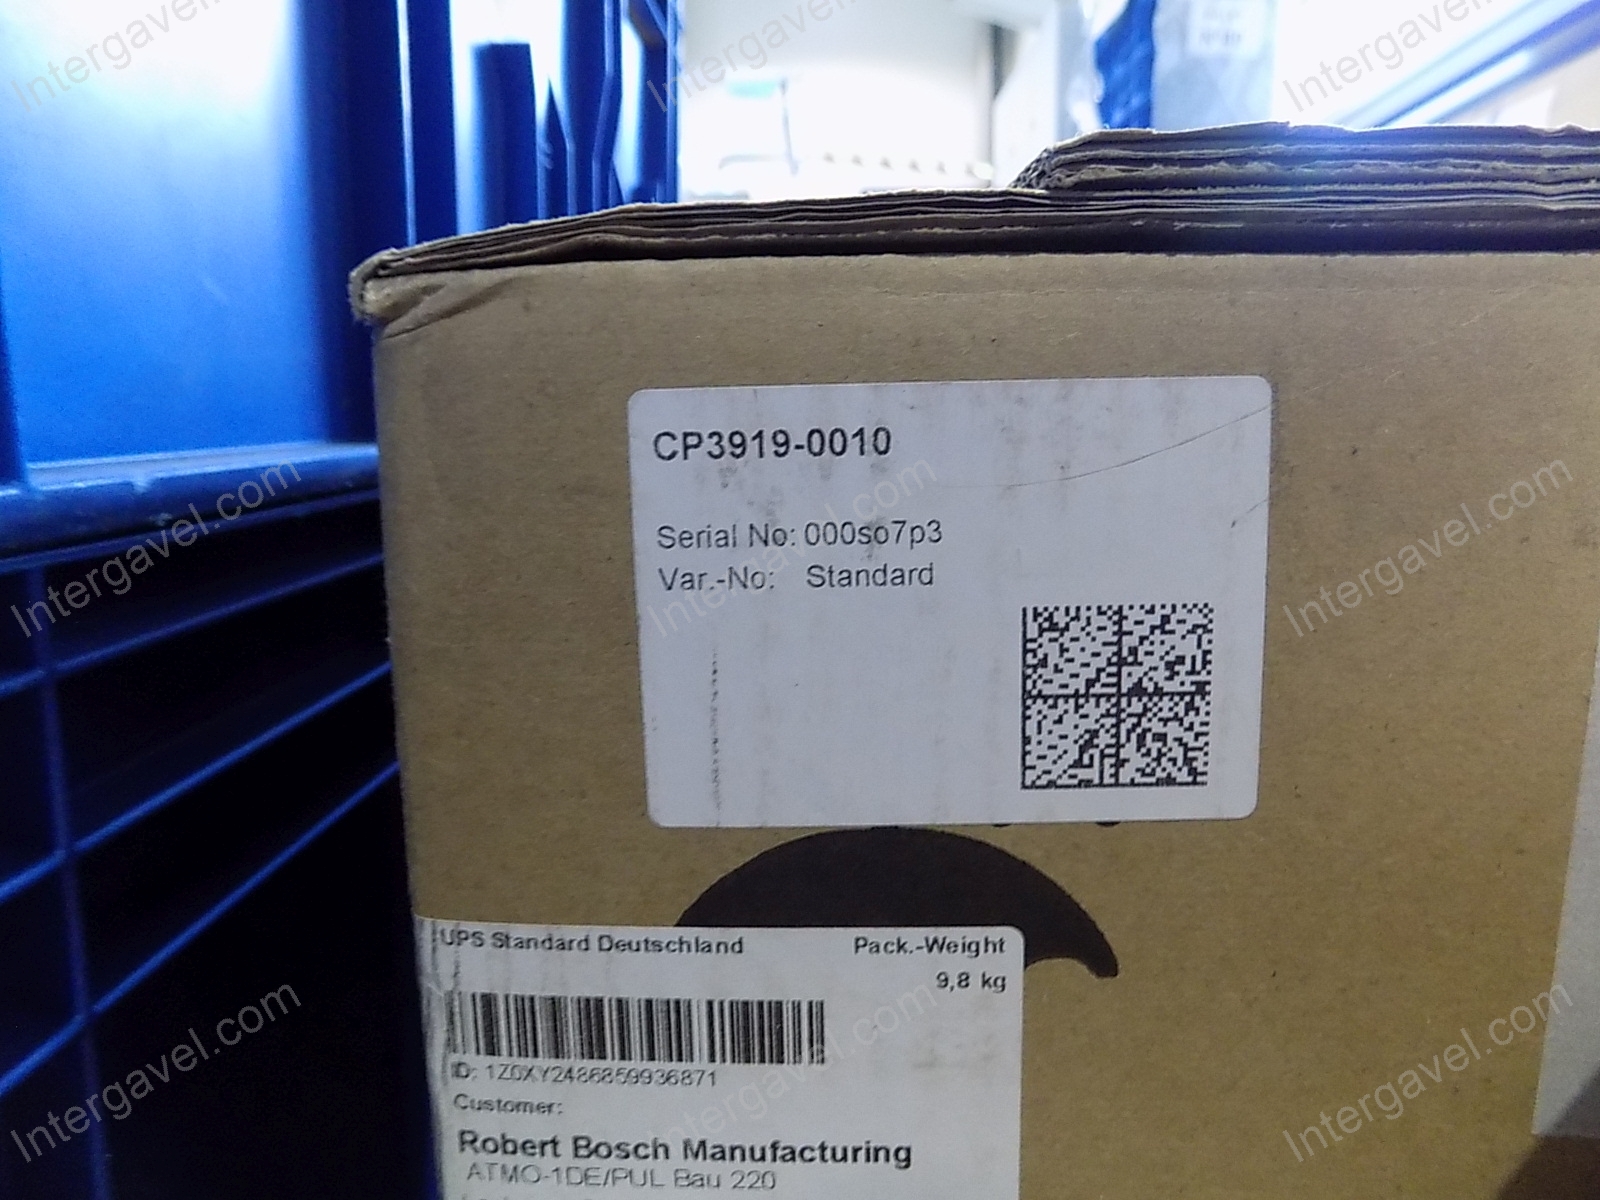 CP3919-0010
Serial No: 000so7p3
Var.-No: Standard
UPS Standard Deutschland
Pack.-Weight
9,8 kg
ID: 1Z0XY2486859936871
Customer:
Robert Bosch Manufacturing
ATMO-1DE/PUL Bau 220
Intergavel.com
Intergavel.com
Intergavel.com
Intergavel.com
Intergavel.com
Intergavel.com
Intergavel.com
Intergavel.com
Intergavel.com